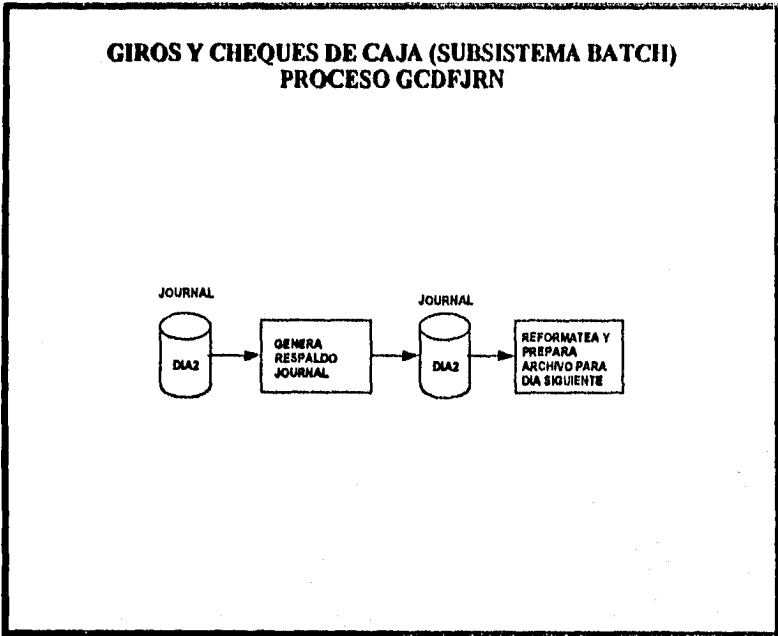 GIROS Y CHEQUES DE CAJA (SUBSISTEMA BATCH)
PROCESO GCDFJRN
JOURNAL
DIA2
GENERA
RESPALDO
JOURNAL
JOURNAL
DIA2
REFORMATEA Y
PREPARA
ARCHIVO PARA
DIA SIGUIENTE